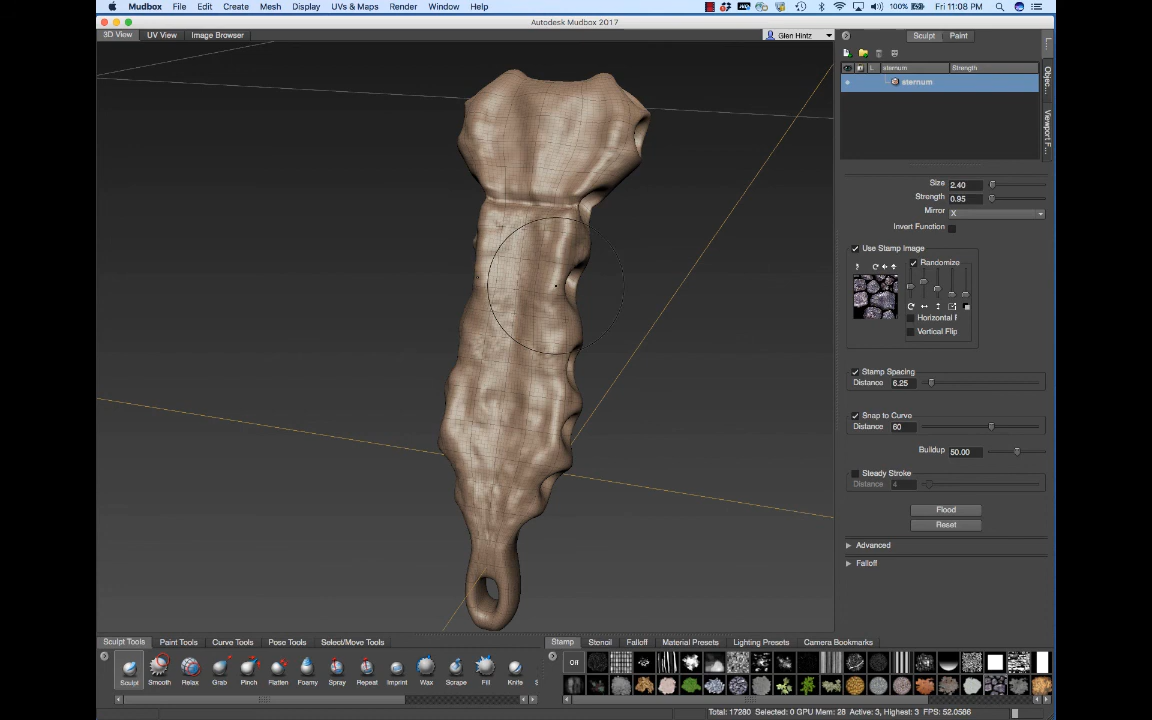 Mudbox File Edit Create Mesh Display UVs & Maps Render Window Help 100% Fri 11:08 PM
Autodesk Mudbox 2017
3D View UV View Image Browser Glen Hintz Sculpt Paint
L sternum Strength
sternum
Objec...
Viewport F...
Size 2.40
Strength 0.95
Mirror X
Invert Function
Use Stamp Image
Randomize
Horizontal F
Vertical Flip
Stamp Spacing
Distance 6.25
Snap to Curve
Distance 60
Buildup 50.00
Steady Stroke
Distance 4
Flood
Reset
Advanced
Falloff
Sculpt Tools Paint Tools Curve Tools Pose Tools Select/Move Tools Stamp Stencil Falloff Material Presets Lighting Presets Camera Bookmarks
Off
Sculpt Smooth Relax Grab Pinch Flatten Foamy Spray Repeat Imprint Wax Scrape Fill Knife S
Total: 17280 Selected: 0 GPU Mem: 28 Active: 3, Highest: 3 FPS: 52.0586